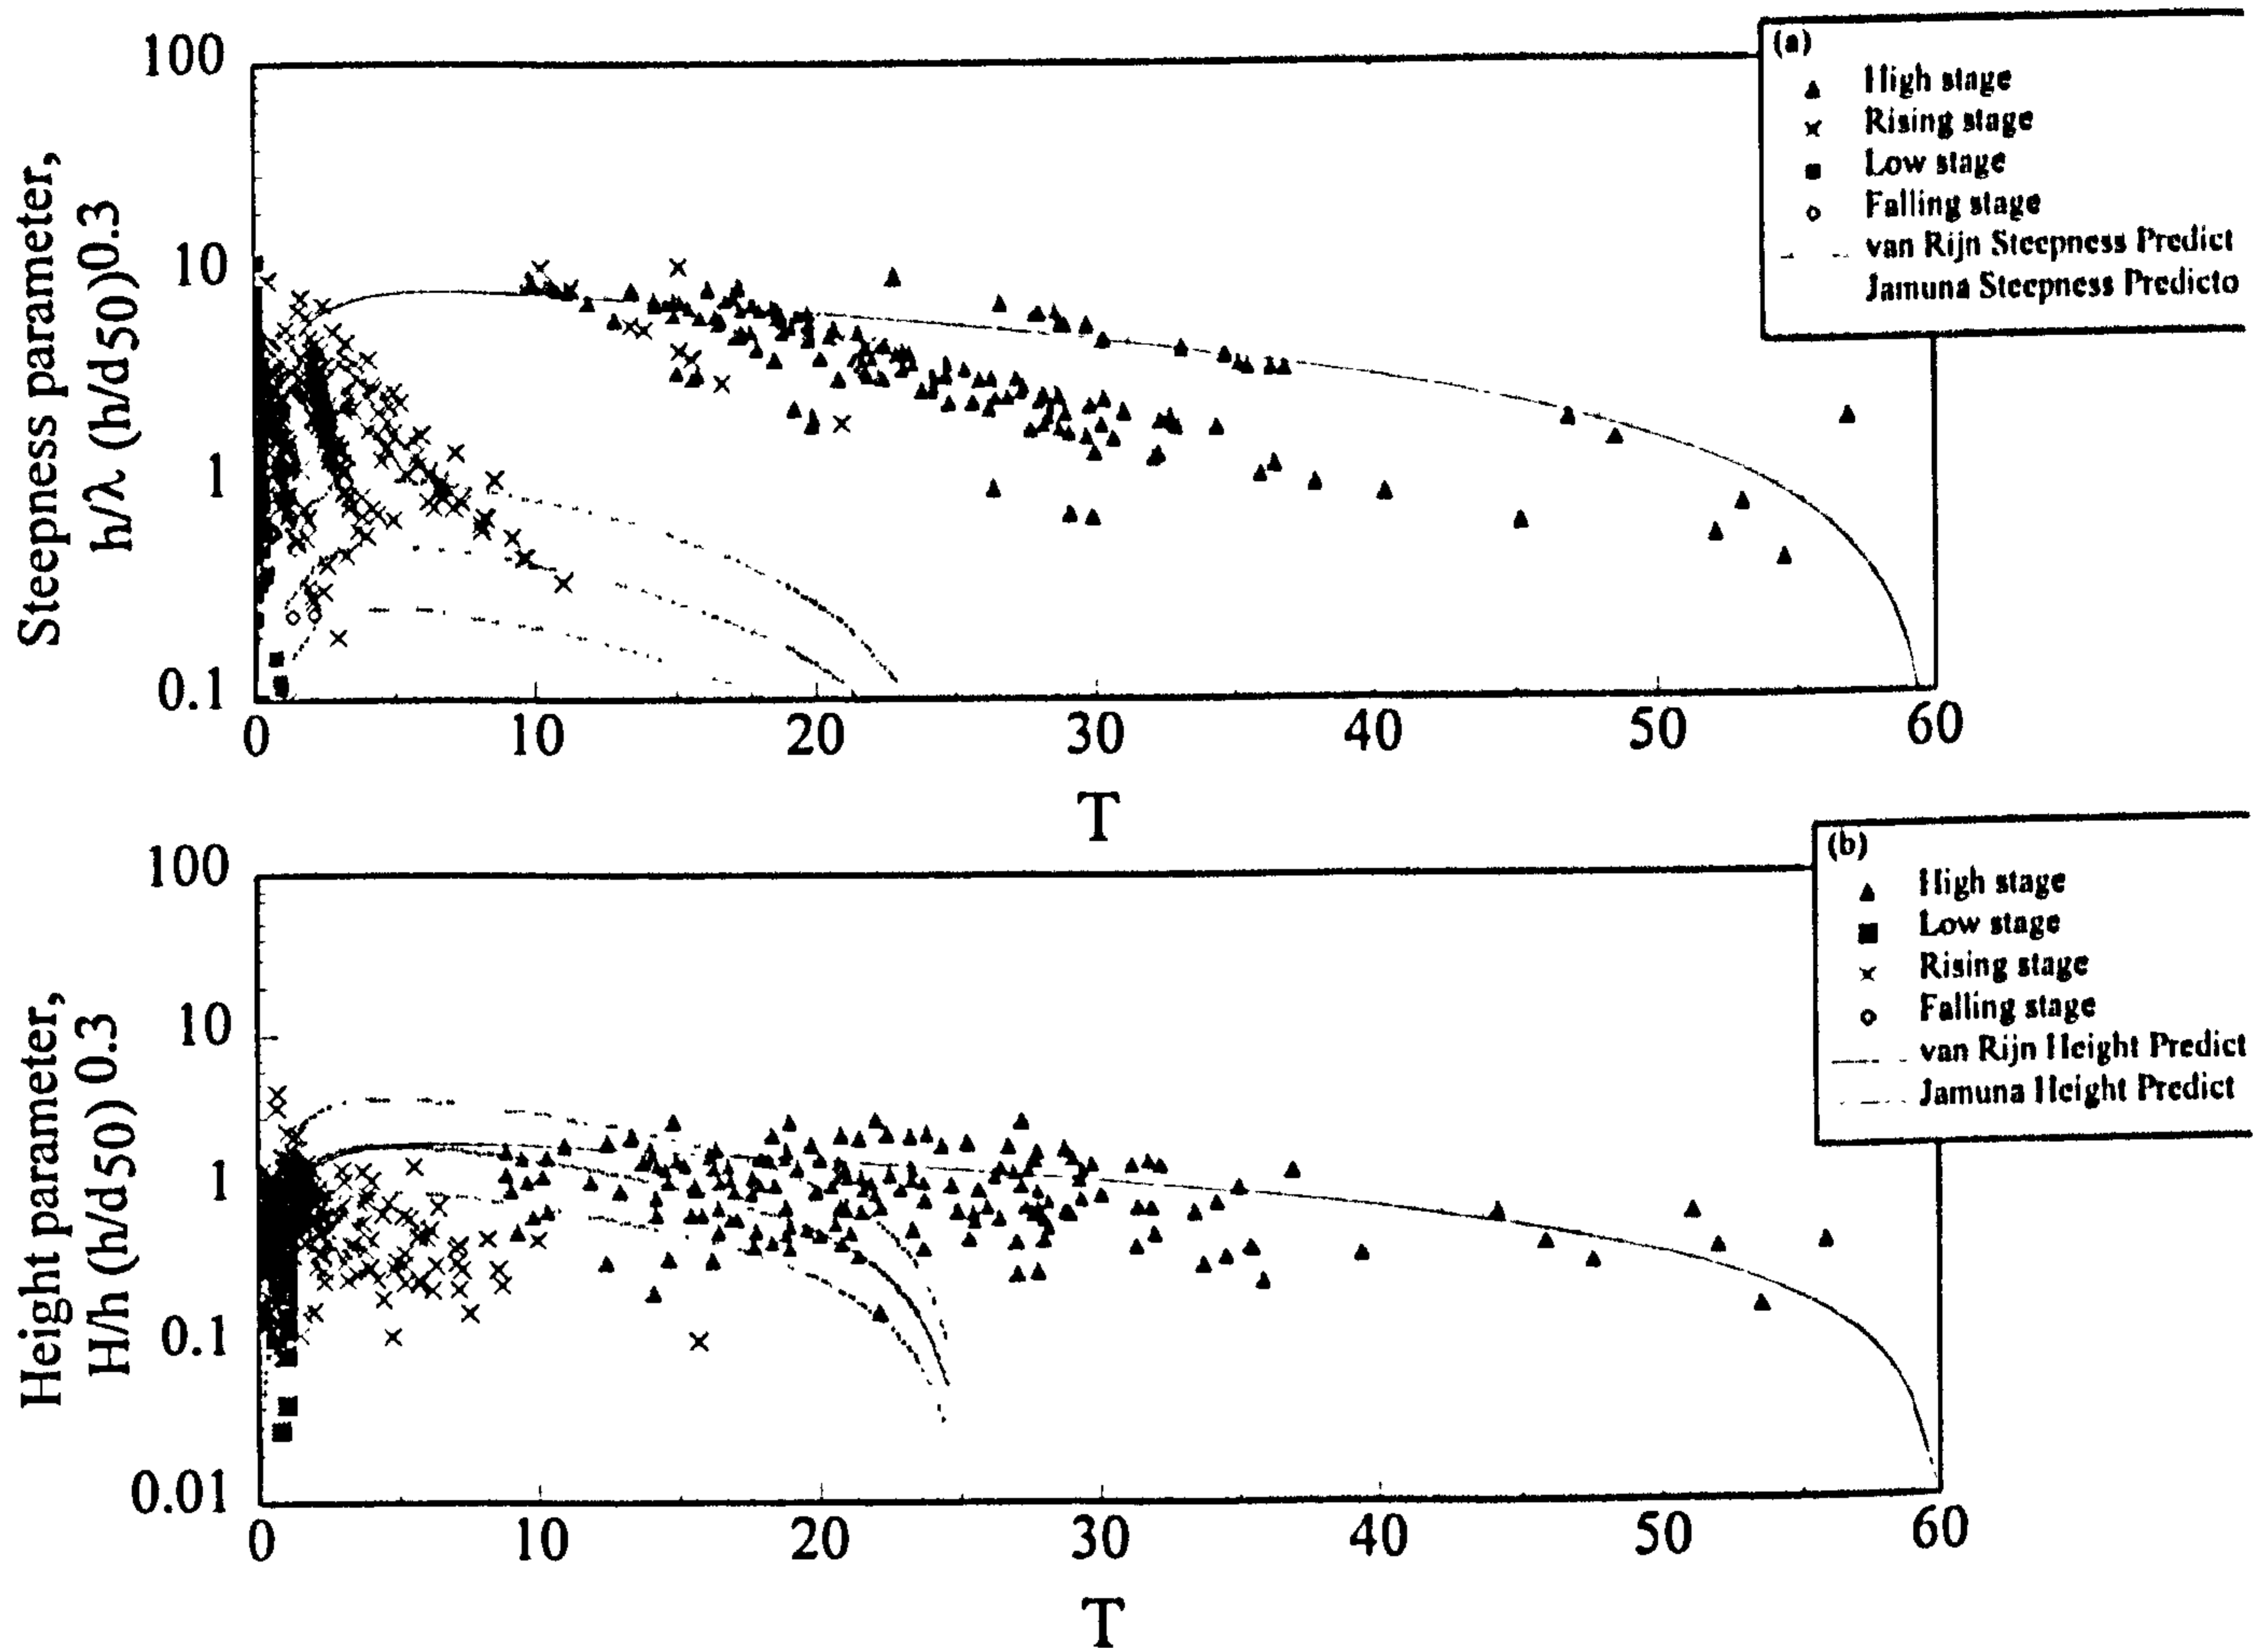 (a)
High stage
Rising stage
Low stage
Falling stage
van Rijn Steepness Predict
Jamuna Steepness Predicto
Steepness parameter,
h/λ (h/d50)0.3
100
10
1
0.1
0
10
20
30
40
50
60
T
(b)
High stage
Low stage
Rising stage
Falling stage
van Rijn Height Predict
Jamuna Height Predict
Height parameter,
H/h (h/d50) 0.3
100
10
1
0.1
0.01
0
10
20
30
40
50
60
T